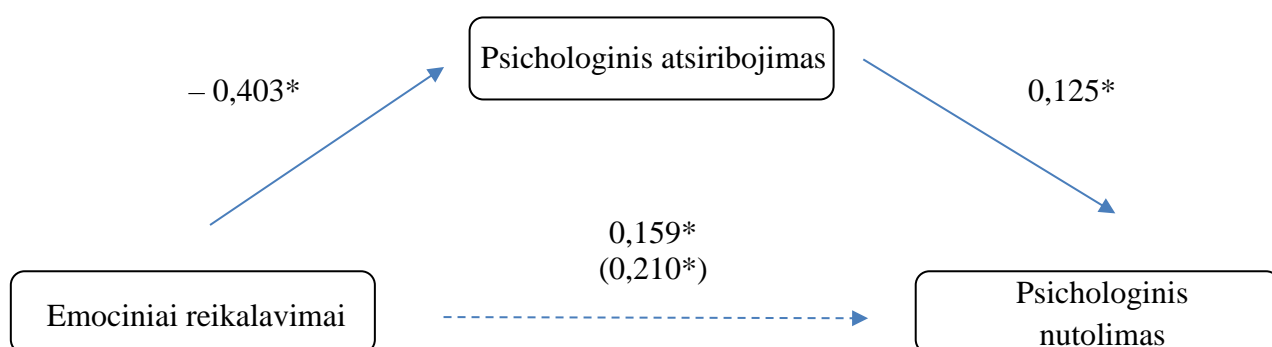 Psichologinis atsiribojimas
– 0,403*
0,125*
0,159*
(0,210*)
Emociniai reikalavimai
Psichologinis
nutolimas